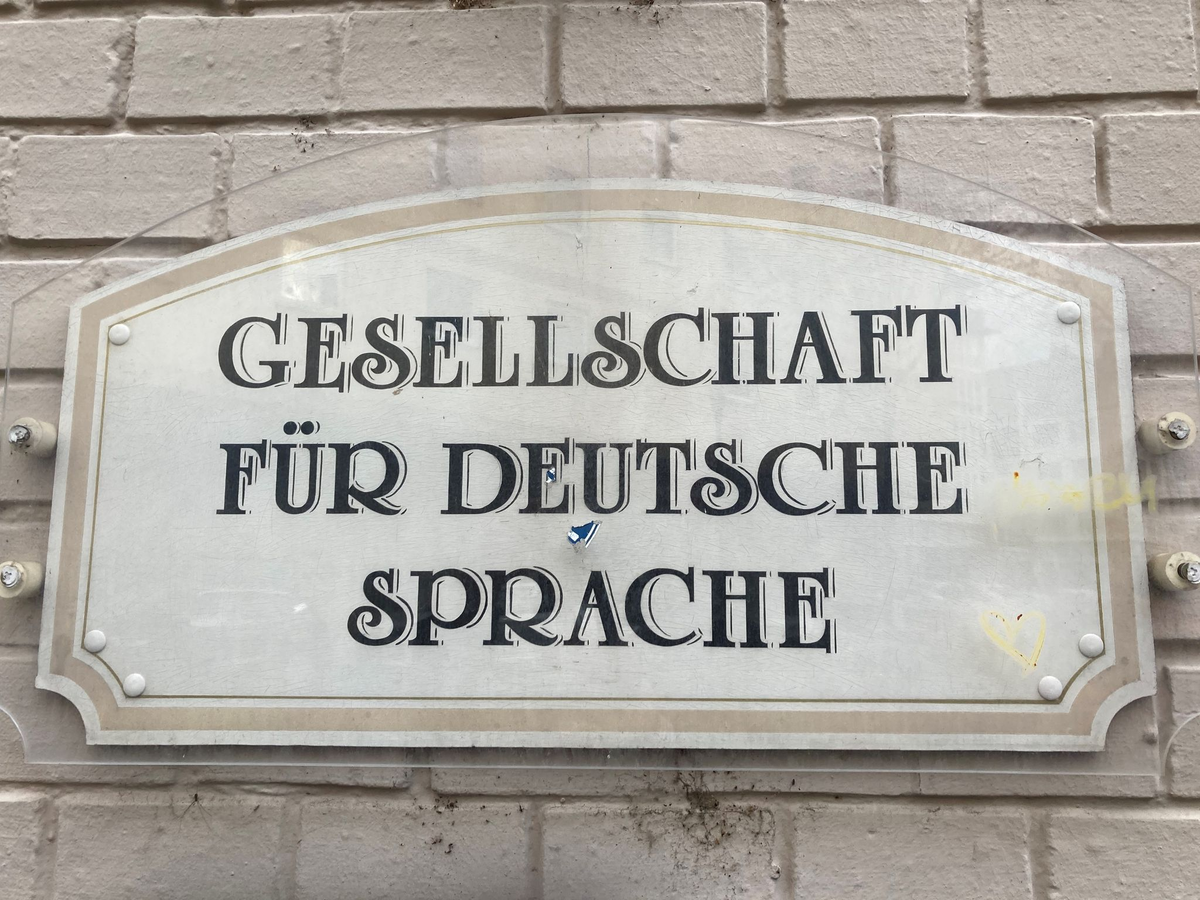 GESELLSCHAFT
FÜR DEUTSCHE
SPRACHE